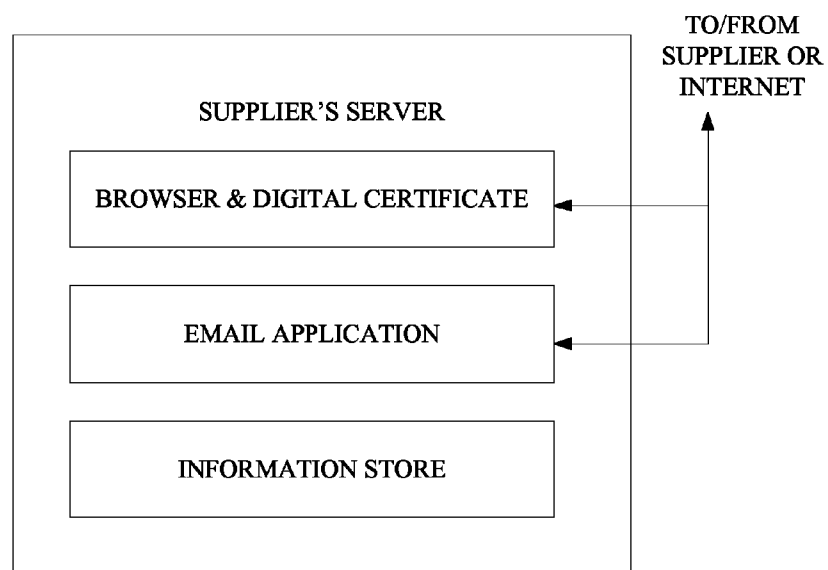 TO/FROM
SUPPLIER OR
INTERNET
SUPPLIER'S SERVER
BROWSER & DIGITAL CERTIFICATE
EMAIL APPLICATION
INFORMATION STORE